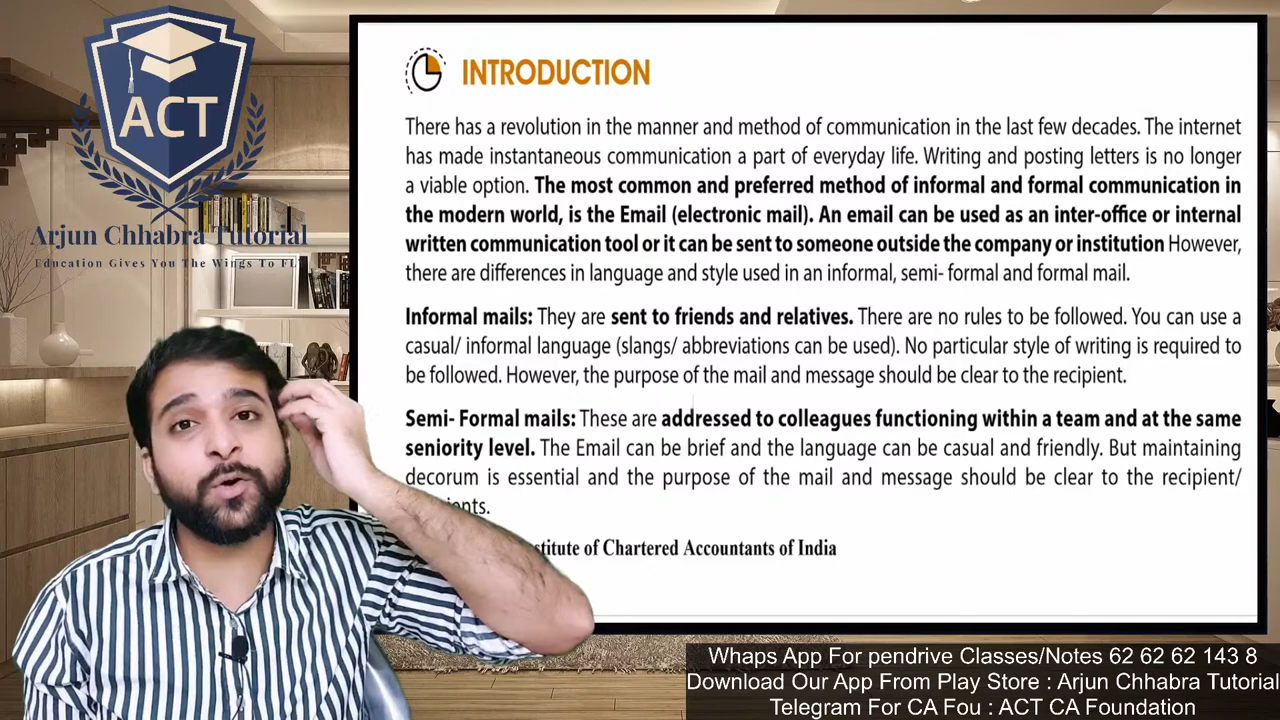 ACT
Arjun Chhabra Tutorial
Education Gives You The Wings To
INTRODUCTION
There has a revolution in the manner and method of communication in the last few decades. The internet
has made instantaneous communication a part of everyday life. Writing and posting letters is no longer
a viable option. The most common and preferred method of informal and formal communication in
the modern world, is the Email (electronic mail). An email can be used as an inter-office or internal
written communication tool or it can be sent to someone outside the company or institution However,
there are differences in language and style used in an informal, semi- formal and formal mail.
Informal mails: They are sent to friends and relatives. There are no rules to be followed. You can use a
casual/ informal language (slangs/ abbreviations can be used). No particular style of writing is required to
be followed. However, the purpose of the mail and message should be clear to the recipient.
Semi- Formal mails: These are addressed to colleagues functioning within a team and at the same
seniority level. The Email can be brief and the language can be casual and friendly. But maintaining
decorum is essential and the purpose of the mail and message should be clear to the recipient/
of Chartered Accountants of India
Whaps App For pendrive Classes/Notes 62 62 62 143 8
Download Our App From Play Store : Arjun Chhabra Tutorial
Telegram For CA Fou : ACT CA Foundation